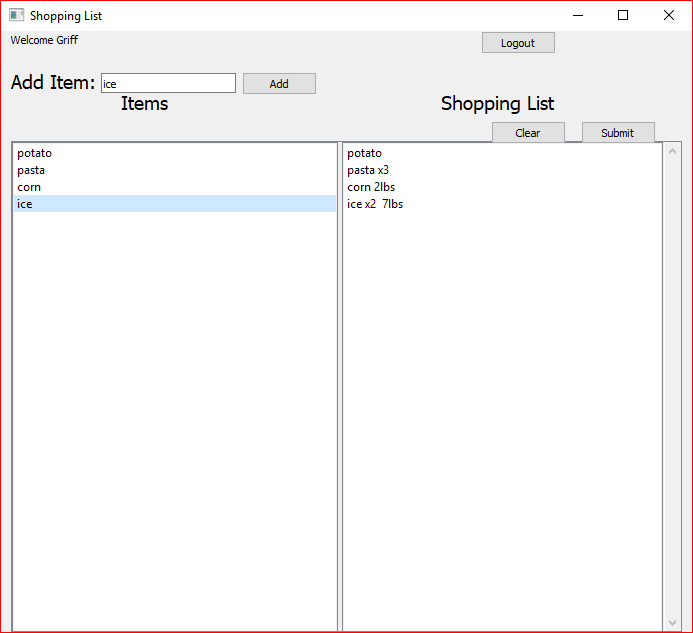 Shopping List
Welcome Griff
Logout
Add Item: ice Add
Items
Shopping List
Clear Submit
potato
pasta
corn
ice
potato
pasta x3
corn 2lbs
ice x2  7lbs